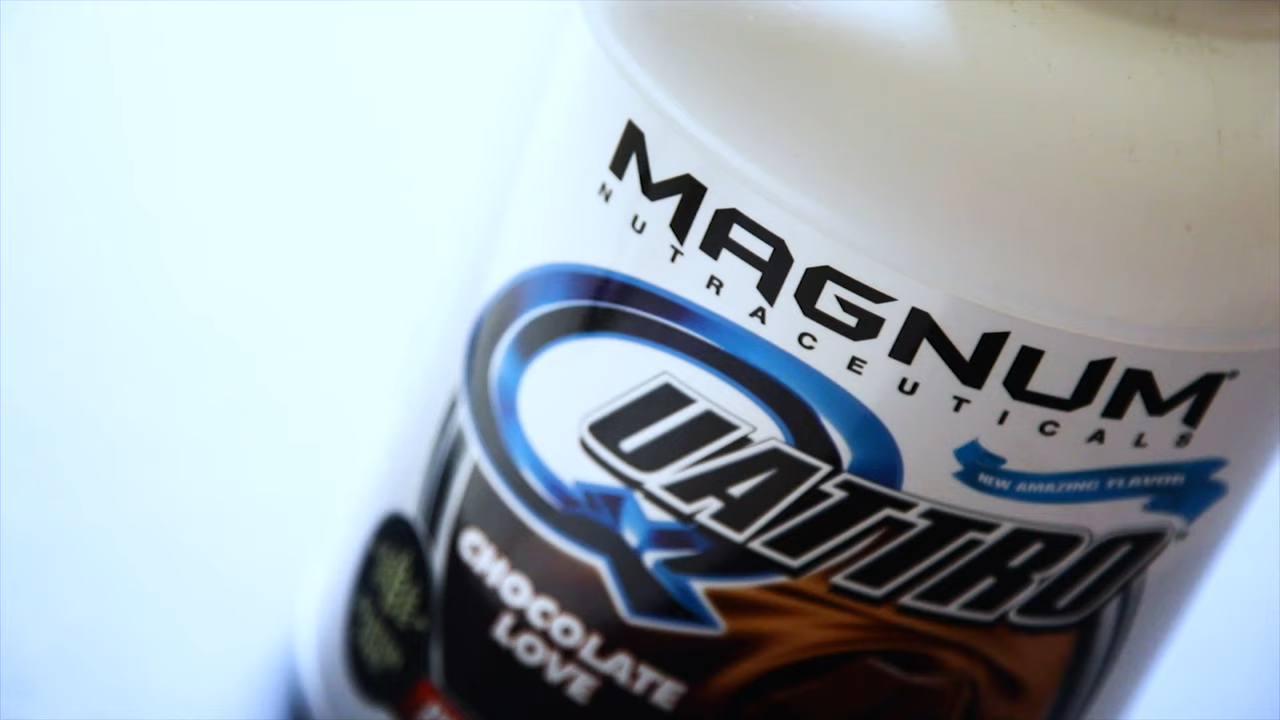 MAGNUM®
NUTRACEUTICALS
NEW AMAZING FLAVOR
QUATTRO
CHOCOLATE
LOVE